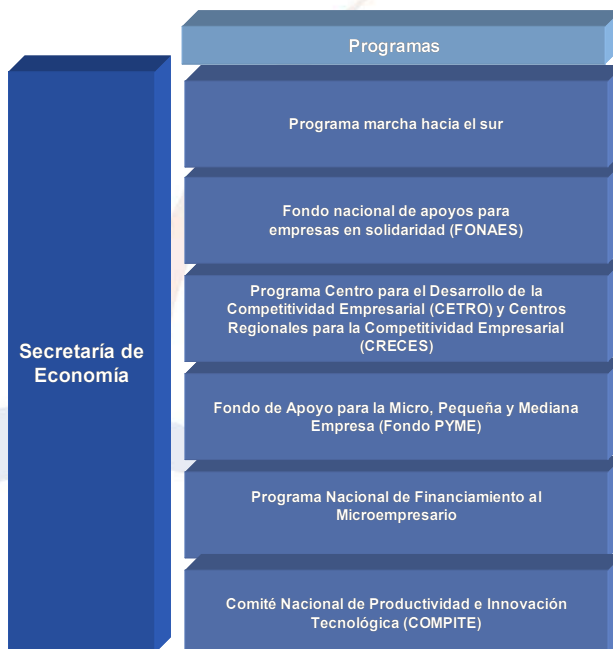 Programas
Secretaría de
Economía
Programa marcha hacia el sur
Fondo nacional de apoyos para
empresas en solidaridad (FONAES)
Programa Centro para el Desarrollo de la
Competitividad Empresarial (CETRO) y Centros
Regionales para la Competitividad Empresarial
(CRECES)
Fondo de Apoyo para la Micro, Pequeña y Mediana
Empresa (Fondo PYME)
Programa Nacional de Financiamiento al
Microempresario
Comité Nacional de Productividad e Innovación
Tecnológica (COMPITE)